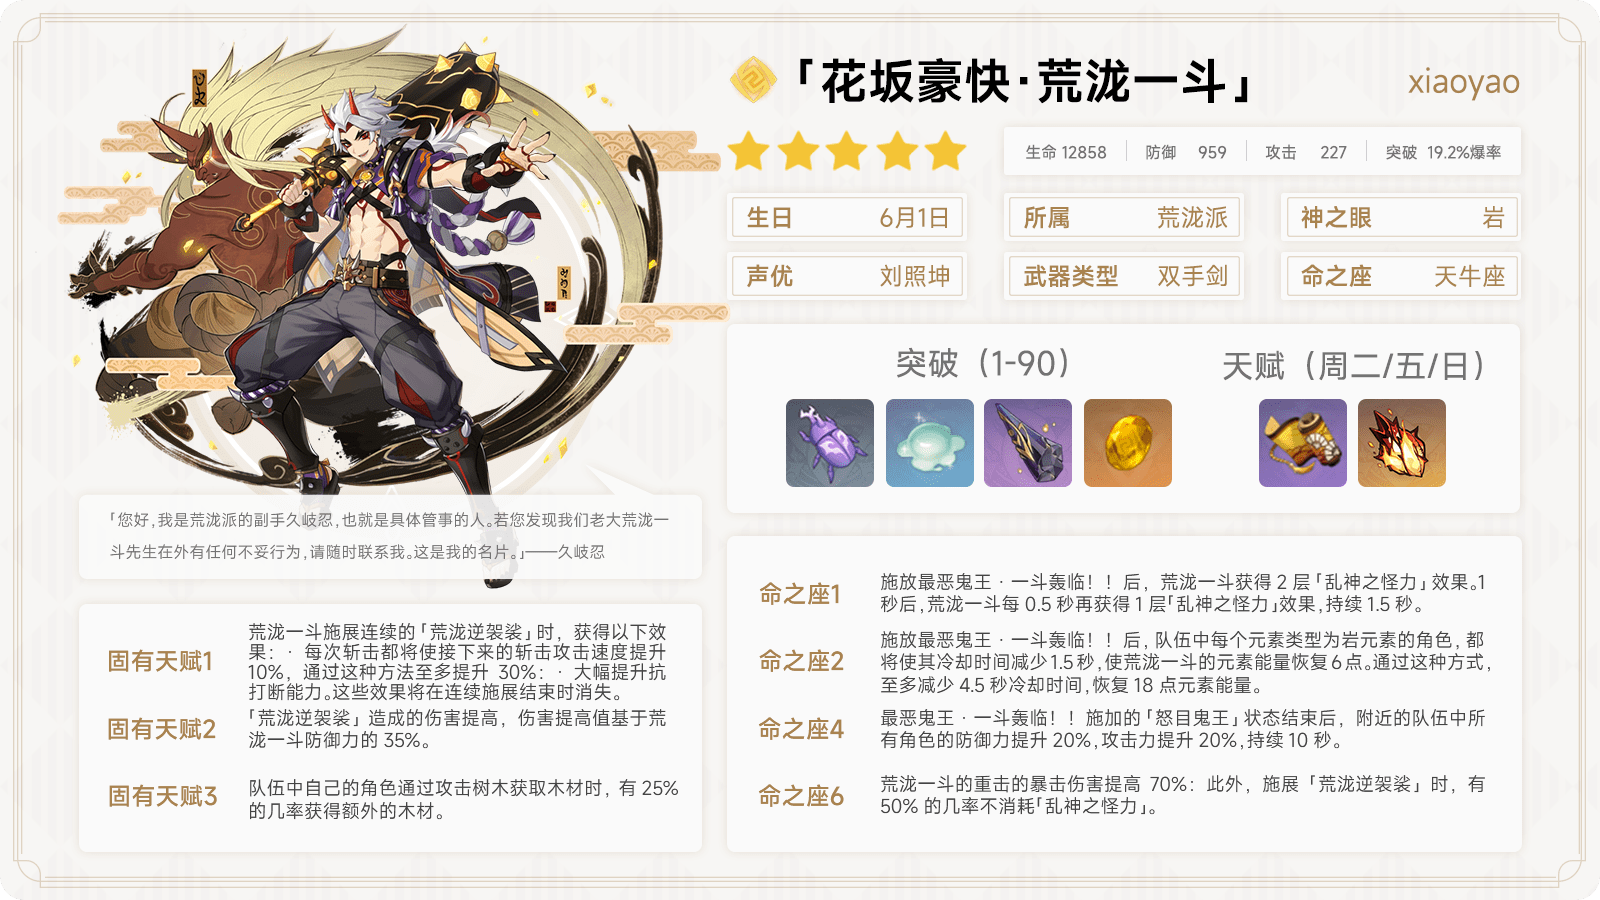 「花坂豪快·荒泷一斗」
xiaoyao
生命 12858 防御 959 攻击 227 突破 19.2%爆率
生日 6月1日 所属 荒泷派 神之眼 岩
声优 刘照坤 武器类型 双手剑 命之座 天牛座
突破（1-90） 天赋（周二/五/日）
「您好,我是荒泷派的副手久岐忍,也就是具体管事的人。若您发现我们老大荒泷一
斗先生在外有任何不妥行为,请随时联系我。这是我的名片。」——久岐忍
固有天赋1
荒泷一斗施展连续的「荒泷逆袈裟」时，获得以下效
果：· 每次斩击都将使接下来的斩击攻击速度提升
10%，通过这种方法至多提升 30%：· 大幅提升抗
打断能力。这些效果将在连续施展结束时消失。
固有天赋2
「荒泷逆袈裟」造成的伤害提高，伤害提高值基于荒
泷一斗防御力的 35%。
固有天赋3
队伍中自己的角色通过攻击树木获取木材时，有 25%
的几率获得额外的木材。
命之座1
施放最恶鬼王 · 一斗轰临！！后，荒泷一斗获得 2 层「乱神之怪力」效果。1
秒后,荒泷一斗每 0.5 秒再获得 1 层「乱神之怪力」效果,持续 1.5 秒。
命之座2
施放最恶鬼王 · 一斗轰临！！后,队伍中每个元素类型为岩元素的角色,都
将使其冷却时间减少 1.5 秒,使荒泷一斗的元素能量恢复 6 点。通过这种方式,
至多减少 4.5 秒冷却时间,恢复 18 点元素能量。
命之座4
最恶鬼王 · 一斗轰临！！施加的「怒目鬼王」状态结束后，附近的队伍中所
有角色的防御力提升 20%,攻击力提升 20%,持续 10 秒。
命之座6
荒泷一斗的重击的暴击伤害提高 70%：此外，施展「荒泷逆袈裟」时，有
50% 的几率不消耗「乱神之怪力」。